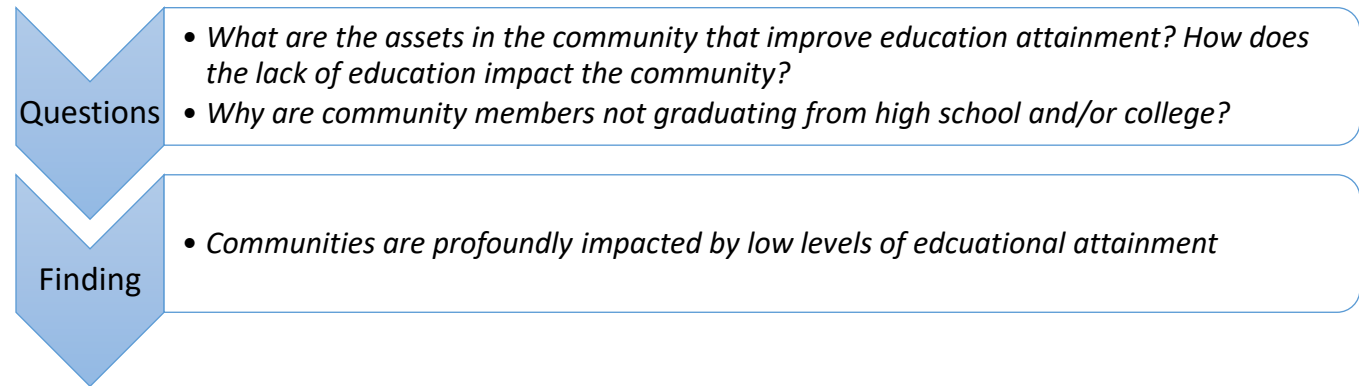 Questions
• What are the assets in the community that improve education attainment? How does
the lack of education impact the community?
• Why are community members not graduating from high school and/or college?
Finding
• Communities are profoundly impacted by low levels of edcuational attainment